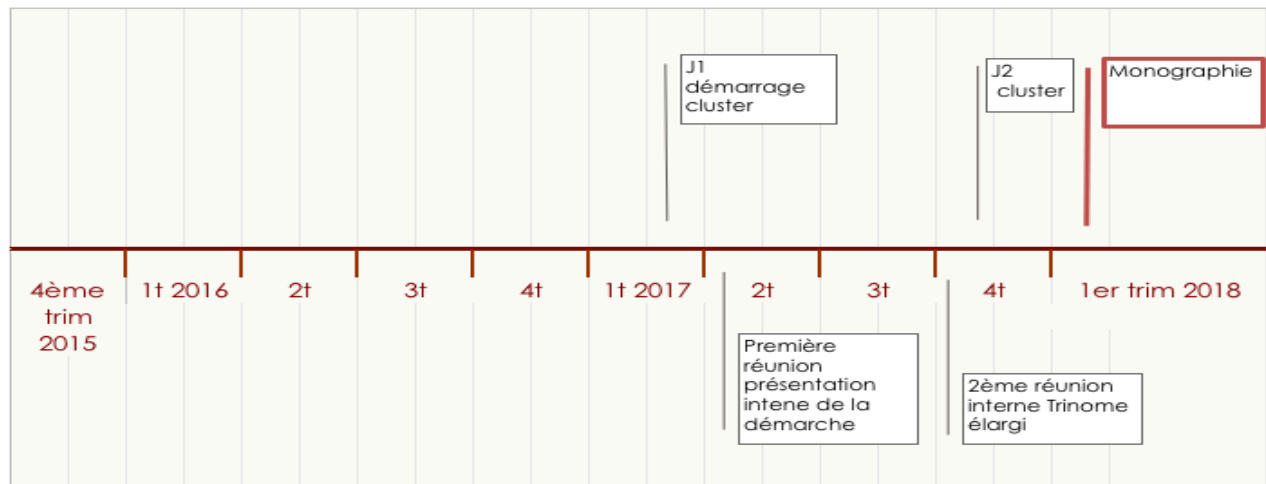 J1
démarrage
cluster
J2
cluster
Monographie
4ème
trim
2015
1t 2016
2t
3t
4t
1t 2017
2t
3t
4t
1er trim 2018
Première
réunion
présentation
intene de la
démarche
2ème réunion
interne Trinome
élargi